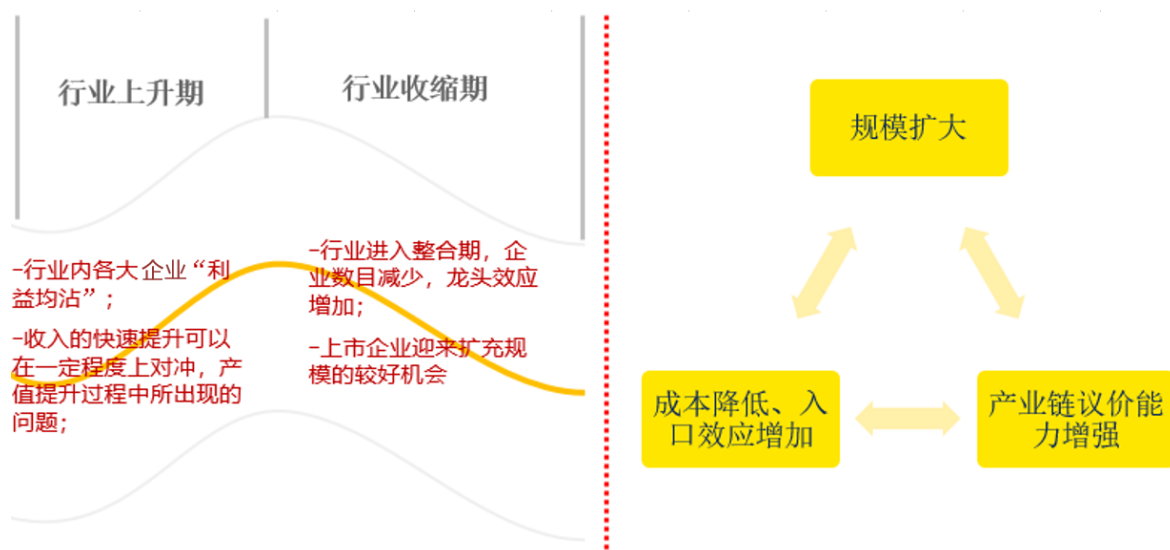 行业上升期
行业收缩期
-行业内各大企业“利
益均沾”；
-收入的快速提升可以
在一定程度上对冲，产
值提升过程中所出现的
问题；
-行业进入整合期，企
业数目减少，龙头效应
增加；
-上市企业迎来扩充规
模的较好机会
规模扩大
成本降低、入
口效应增加
产业链议价能
力增强